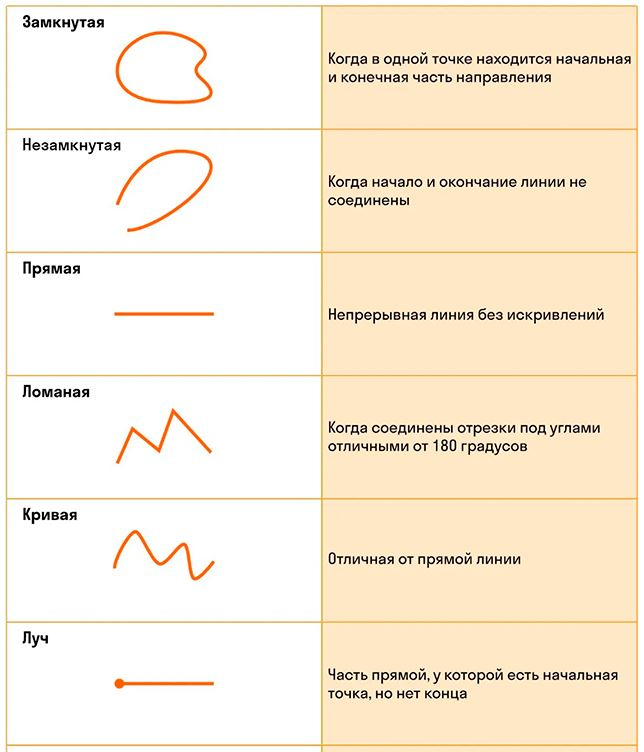 Замкнутая
Когда в одной точке находится начальная
и конечная часть направления
Незамкнутая
Когда начало и окончание линии не
соединены
Прямая
Непрерывная линия без искривлений
Ломаная
Когда соединены отрезки под углами
отличными от 180 градусов
Кривая
Отличная от прямой линии
Луч
Часть прямой, у которой есть начальная
точка, но нет конца